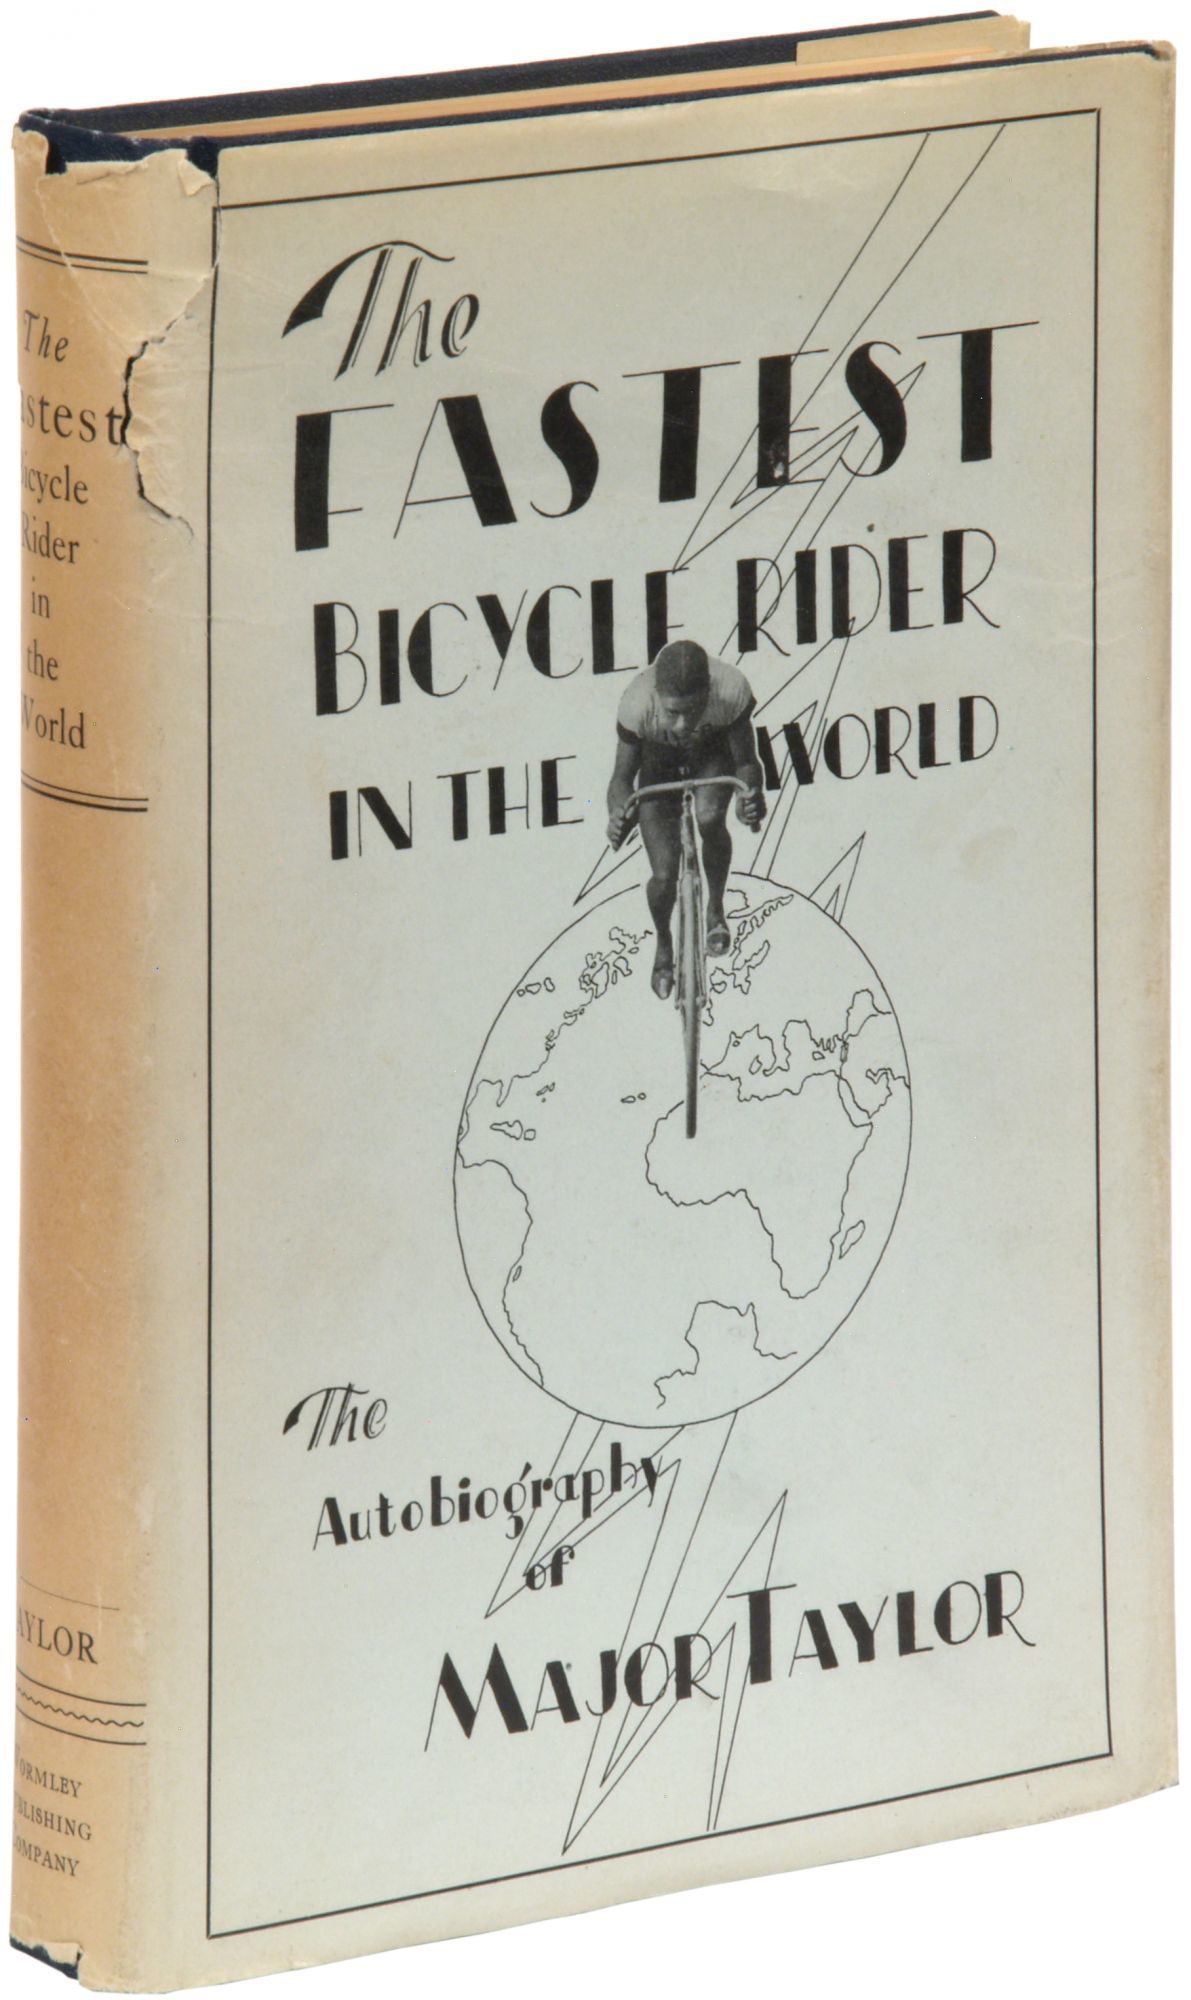 The
FASTEST
BICYCLE RIDER
IN THE WORLD
The
Autobiography
of
MAJOR TAYLOR
The
astest
icycle
Rider
in
the
World
AYLOR
ORMLEY
BLISHING
OMPANY